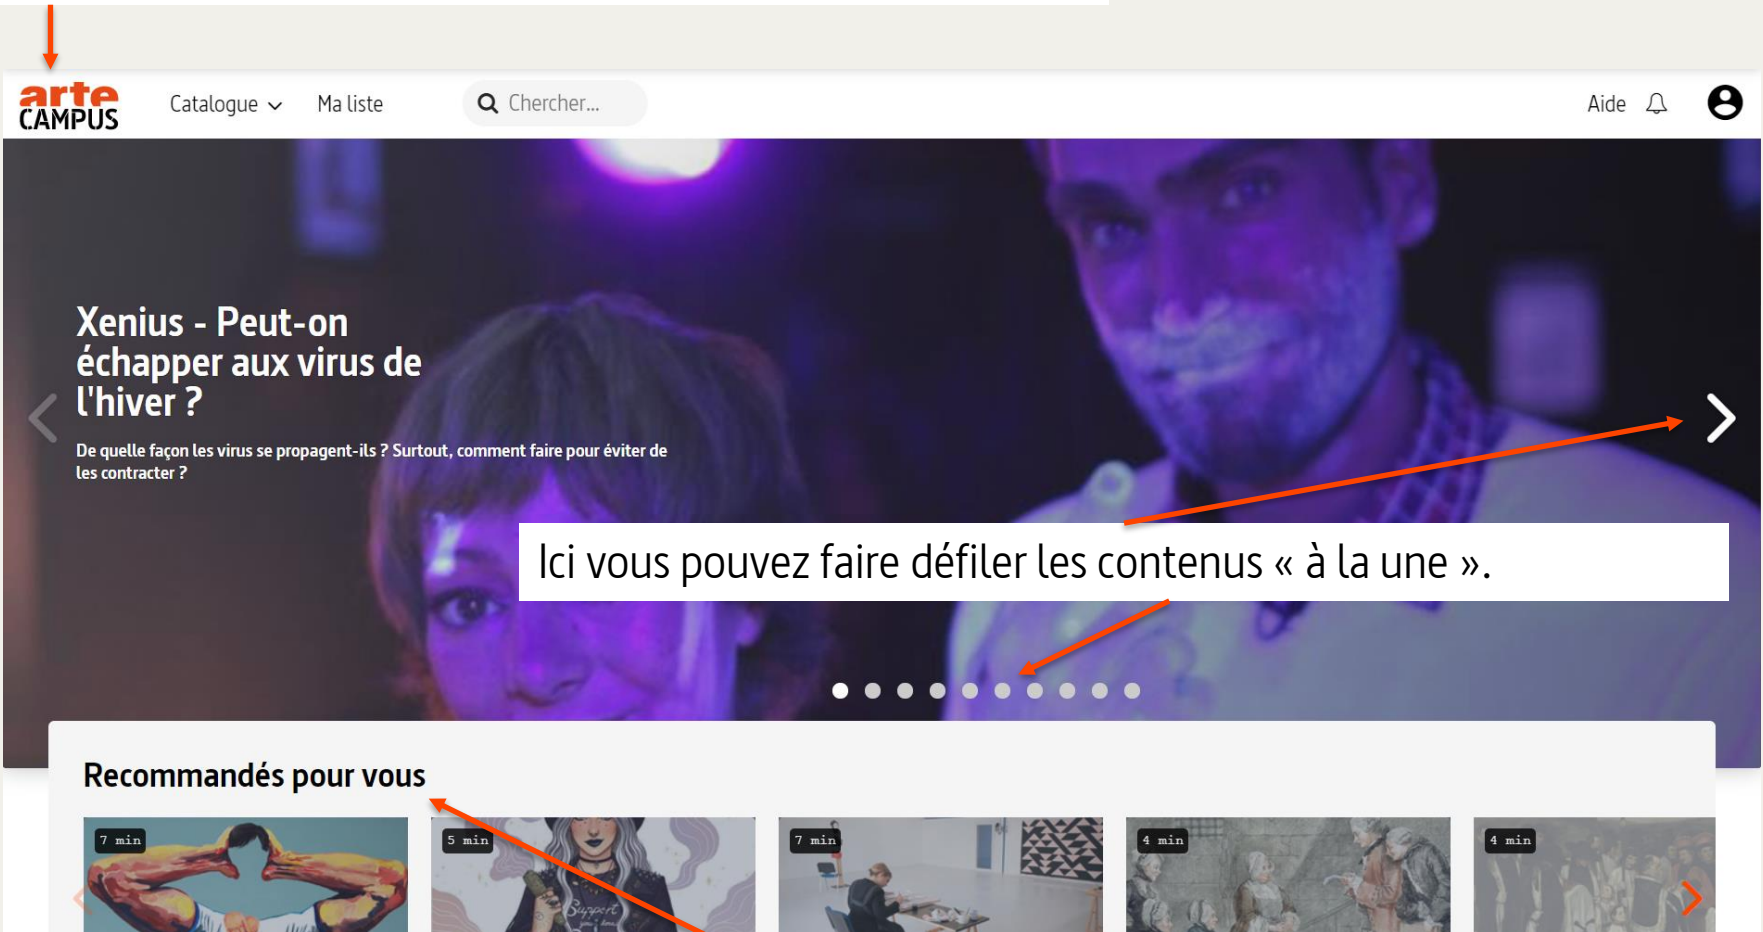 arte
CAMPUS
Catalogue
Ma liste
Chercher...
Aide
Xenius - Peut-on
échapper aux virus de
l'hiver ?
De quelle façon les virus se propagent-ils ? Surtout, comment faire pour éviter de
les contracter ?
Ici vous pouvez faire défiler les contenus « à la une ».
Recommandés pour vous
7 min
5 min
7 min
4 min
4 min
Support